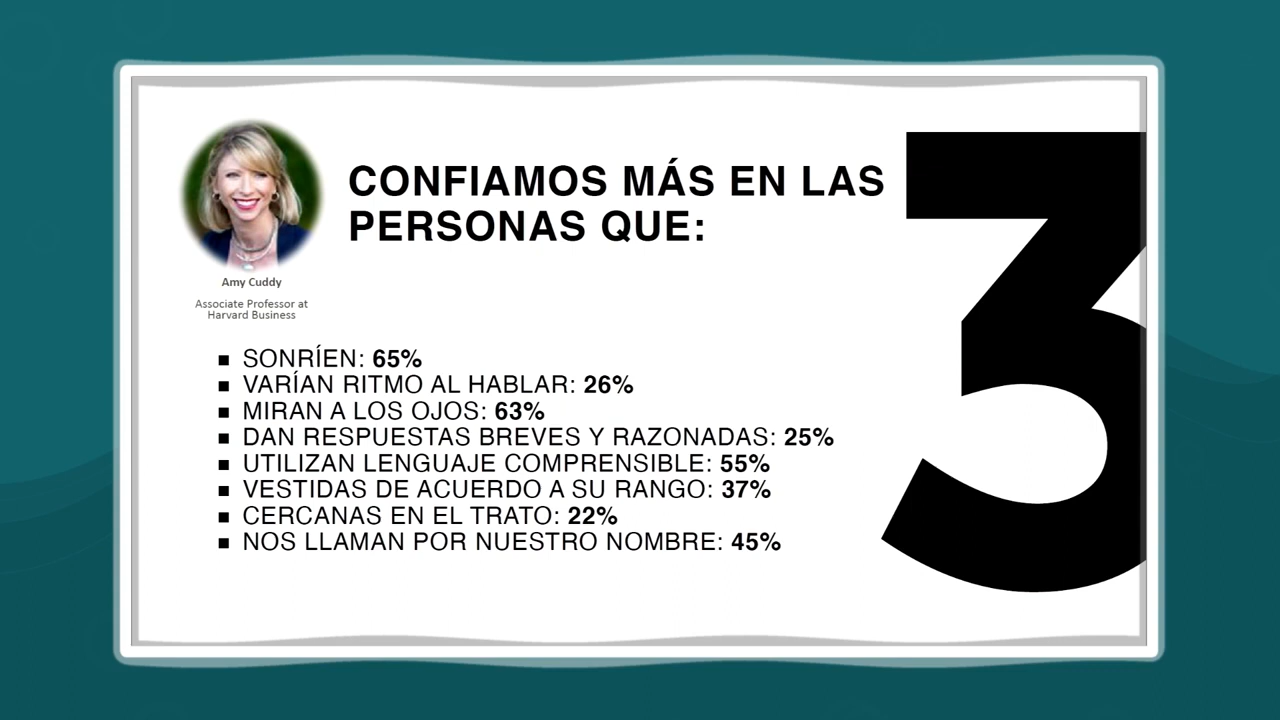 CONFIAMOS MÁS EN LAS
PERSONAS QUE:
3
Amy Cuddy
Associate Professor at
Harvard Business
▪ SONRÍEN: 65%
▪ VARÍAN RITMO AL HABLAR: 26%
▪ MIRAN A LOS OJOS: 63%
▪ DAN RESPUESTAS BREVES Y RAZONADAS: 25%
▪ UTILIZAN LENGUAJE COMPRENSIBLE: 55%
▪ VESTIDAS DE ACUERDO A SU RANGO: 37%
▪ CERCANAS EN EL TRATO: 22%
▪ NOS LLAMAN POR NUESTRO NOMBRE: 45%